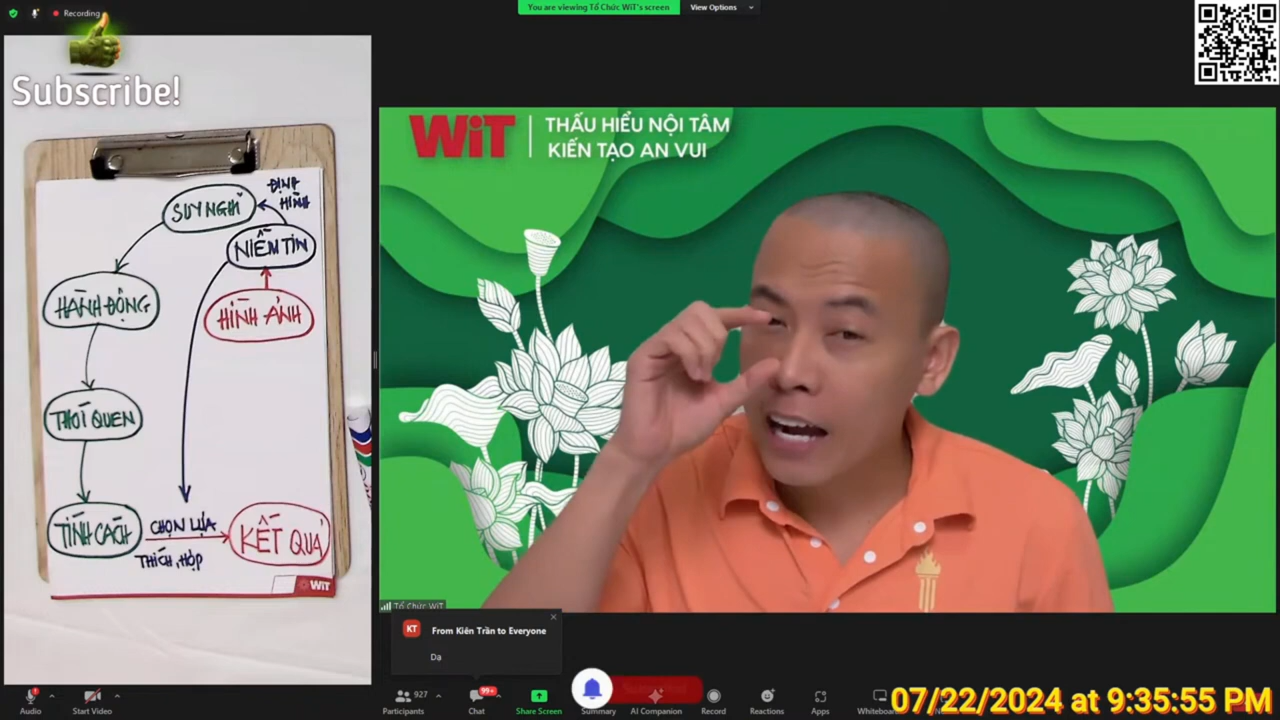 Recording
You are viewing Tổ Chức WiT's screen
View Options
Subscribe!
WiT
THẤU HIỂU NỘI TÂM
KIẾN TẠO AN VUI
ĐỊNH
HÌNH
SUY NGHĨ
NIỀM TIN
HÀNH ĐỘNG
HÌNH ẢNH
THÓI QUEN
TÍNH CÁCH
CHỌN LỰA
THÍCH HỢP
KẾT QUẢ
WiT
Tổ Chức WiT
KT
From Kiên Trần to Everyone
Dạ
927
99+
Audio
Start Video
Participants
Chat
Share Screen
Summary
AI Companion
Record
Reactions
Apps
07/22/2024 at 9:35:55 PM